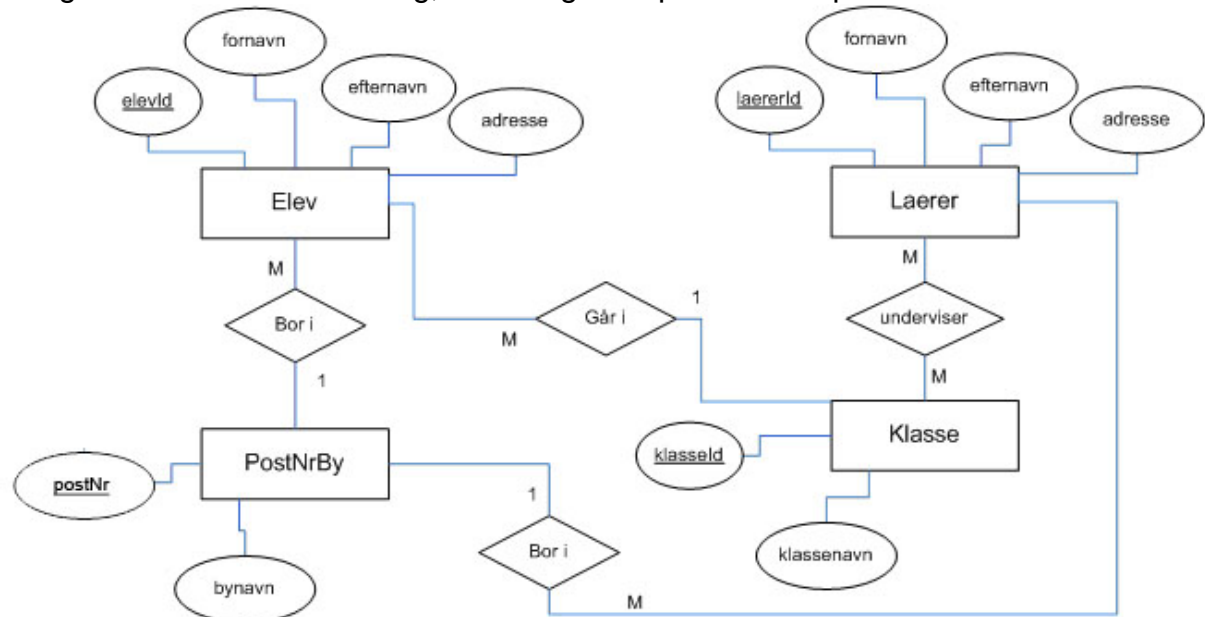 fornavn
elevId
efternavn
adresse
Elev
fornavn
laererId
efternavn
adresse
Laerer
M
Bor i
1
M
Går i
1
M
underviser
M
PostNrBy
postNr
bynavn
Klasse
klasseId
klassenavn
1
Bor i
M